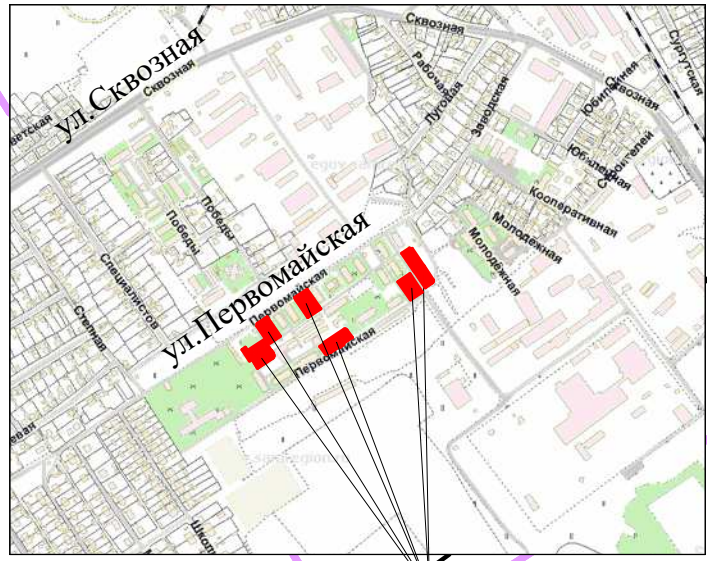 ул.Сквозная
Сквозная
Сквозная
Сквозная
Рабочая
Луговая
Заводская
Юбилейная
Юбилейная
Строителей
Сургутская
Кооперативная
Молодежная
Молодежная
Победы
Победы
Специалистов
Степная
ул.Первомайская
Первомайская
Первомайская